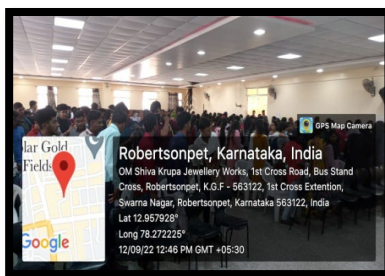 GPS Map Camera
lar Gold
Fields
Google
Robertsonpet, Karnataka, India
OM Shiva Krupa Jewellery Works, 1st Cross Road, Bus Stand
Cross, Robertsonpet, K.G.F - 563122, 1st Cross Extention,
Swarna Nagar, Robertsonpet, Karnataka 563122, India
Lat 12.957928°
Long 78.272225°
12/09/22 12:46 PM GMT +05:30